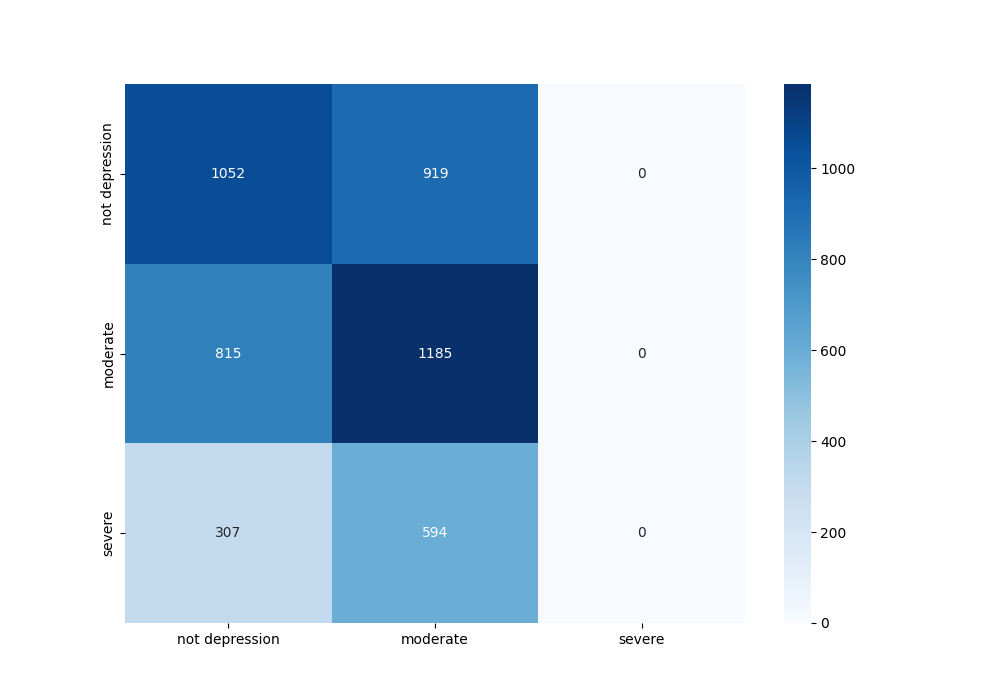 not depression
1052 919 0
moderate
815 1185 0
severe
307 594 0
not depression moderate severe
1000
800
600
400
200
0